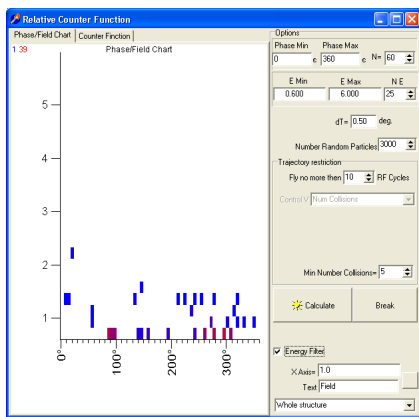 Relative Counter Function
Phase/Field Chart Counter Finction
1 39 Phase/Field Chart
5
4
3
2
1
0° 100° 200° 300°
Options
Phase Min Phase Max
0 є 360 є N= 60
E Min E Max N E
0.600 6.000 25
dT= 0.50 deg.
Number Random Particles 3000
Trajectory restriction
Fly no more then 10 RF Cycles
Control V Num Collisions
Min Number Collisions= 5
Calculate Break
Energy Filter
X Axis= 1.0
Text Field
Whole structure